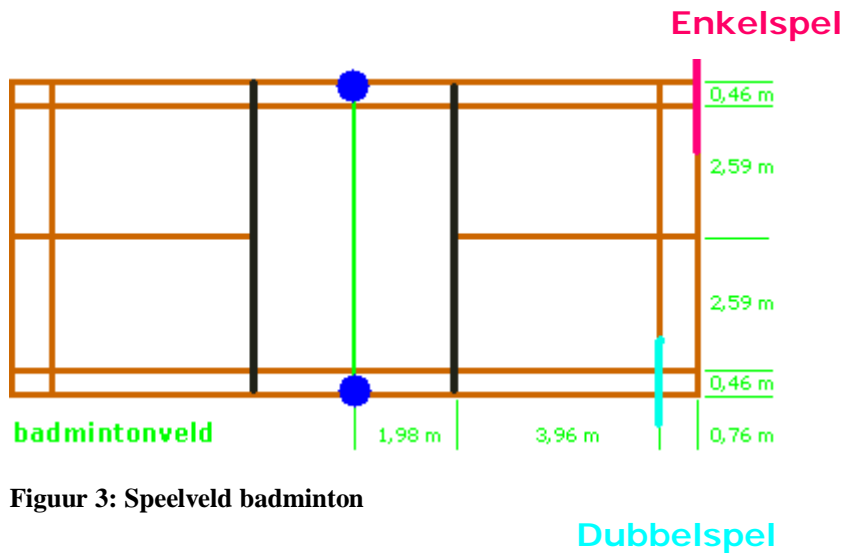 Enkelspel
0,46 m
2,59 m
2,59 m
0,46 m
badmintonveld
1,98 m
3,96 m
0,76 m
Figuur 3: Speelveld badminton
Dubbelspel